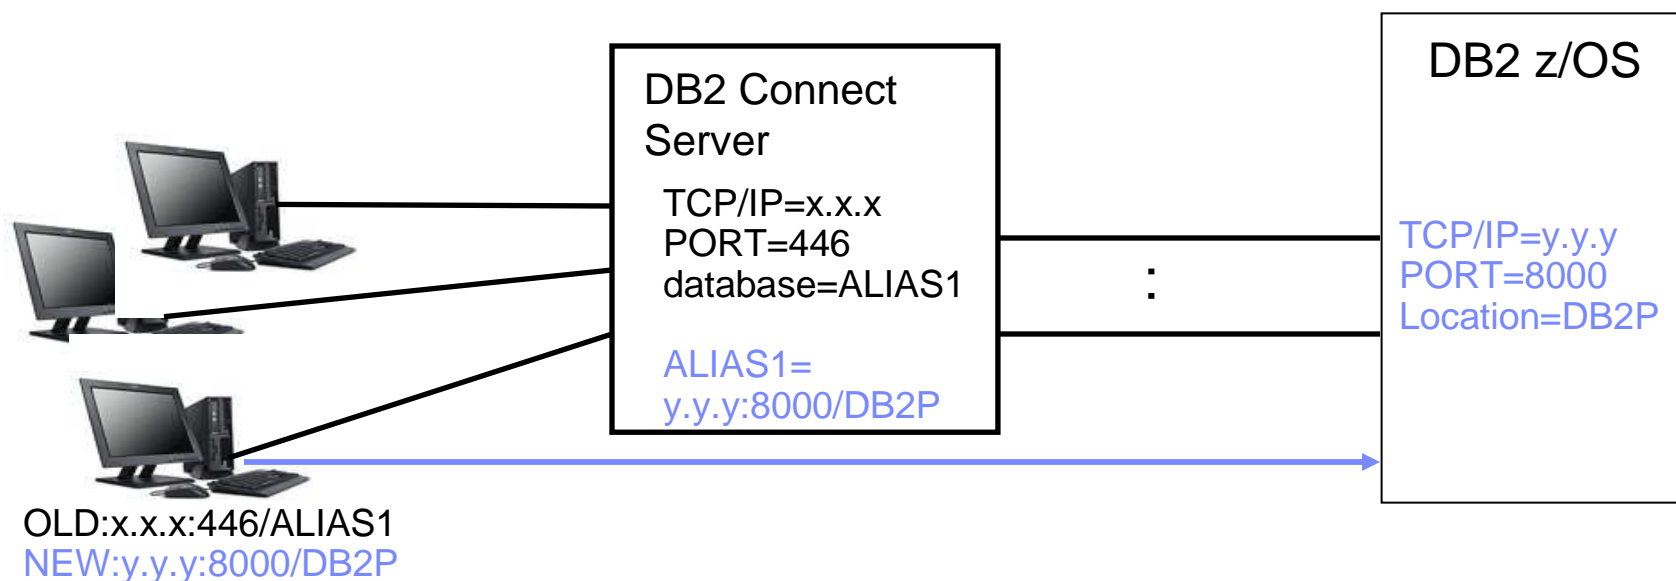 DB2 Connect
Server
TCP/IP=x.x.x
PORT=446
database=ALIAS1
ALIAS1=
y.y.y:8000/DB2P
:
DB2 z/OS
TCP/IP=y.y.y
PORT=8000
Location=DB2P
OLD:x.x.x:446/ALIAS1
NEW:y.y.y:8000/DB2P